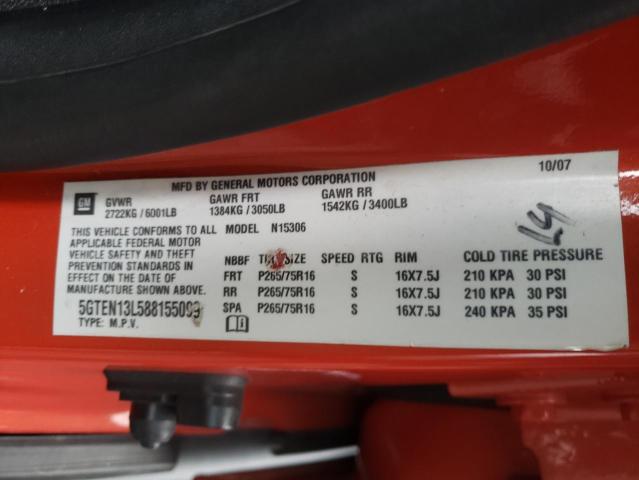 MFD BY GENERAL MOTORS CORPORATION 10/07
GM GVWR GAWR FRT GAWR RR
2722KG / 6001LB 1384KG / 3050LB 1542KG / 3400LB
THIS VEHICLE CONFORMS TO ALL MODEL N15306
APPLICABLE FEDERAL MOTOR
VEHICLE SAFETY AND THEFT
PREVENTION STANDARDS IN
EFFECT ON THE DATE OF
MANUFACTURE SHOWN ABOVE.
5GTEN13L588155099
TYPE: M.P.V.
14
NBBF TIRE SIZE SPEED RTG RIM COLD TIRE PRESSURE
FRT P265/75R16 S 16X7.5J 210 KPA 30 PSI
RR P265/75R16 S 16X7.5J 210 KPA 30 PSI
SPA P265/75R16 S 16X7.5J 240 KPA 35 PSI